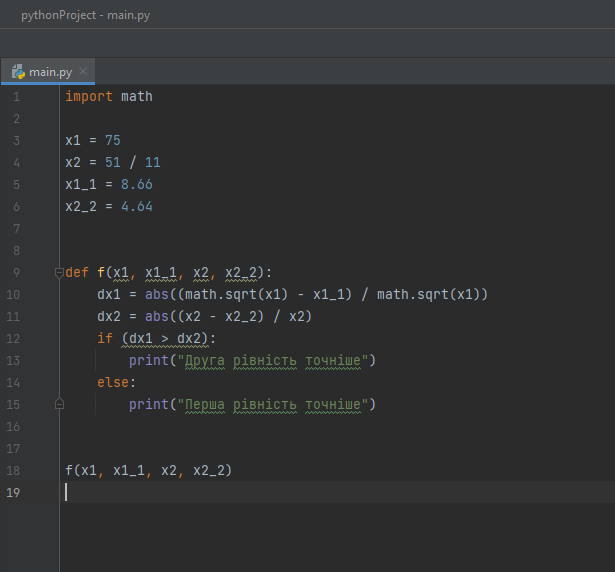 pythonProject - main.py
main.py
1 import math
2
3 x1 = 75
4 x2 = 51 / 11
5 x1_1 = 8.66
6 x2_2 = 4.64
7
8
9 def f(x1, x1_1, x2, x2_2):
10     dx1 = abs((math.sqrt(x1) - x1_1) / math.sqrt(x1))
11     dx2 = abs((x2 - x2_2) / x2)
12     if (dx1 > dx2):
13         print("Друга рівність точніше")
14     else:
15         print("Перша рівність точніше")
16
17
18 f(x1, x1_1, x2, x2_2)
19